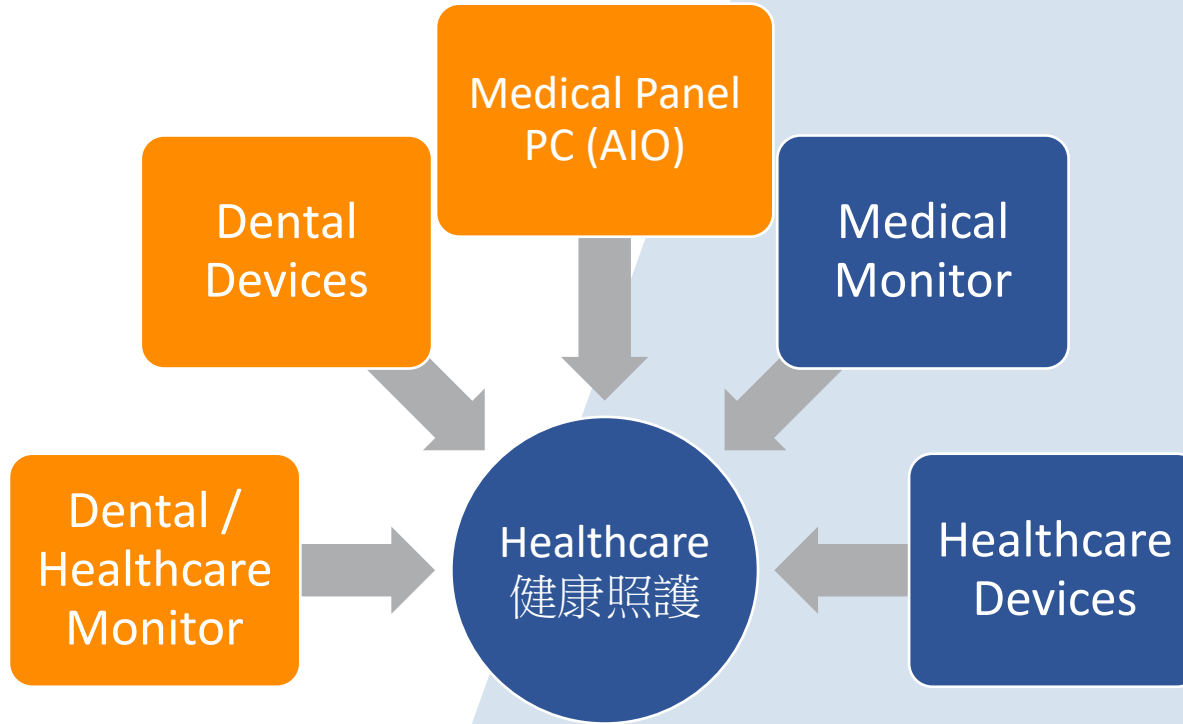 Medical Panel
PC (AIO)
Dental
Devices
Medical
Monitor
Dental /
Healthcare
Monitor
Healthcare
健康照護
Healthcare
Devices